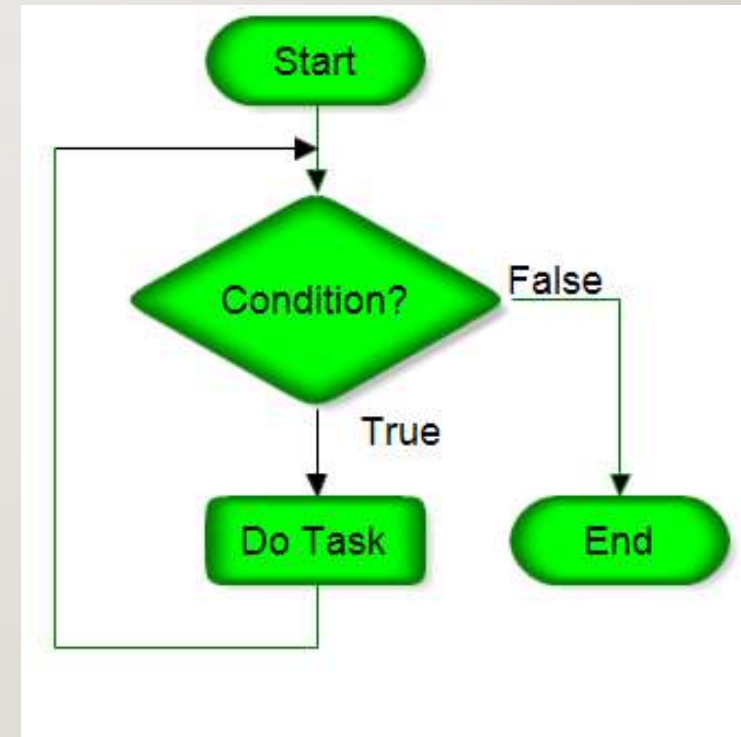 Start
Condition?
False
True
Do Task
End